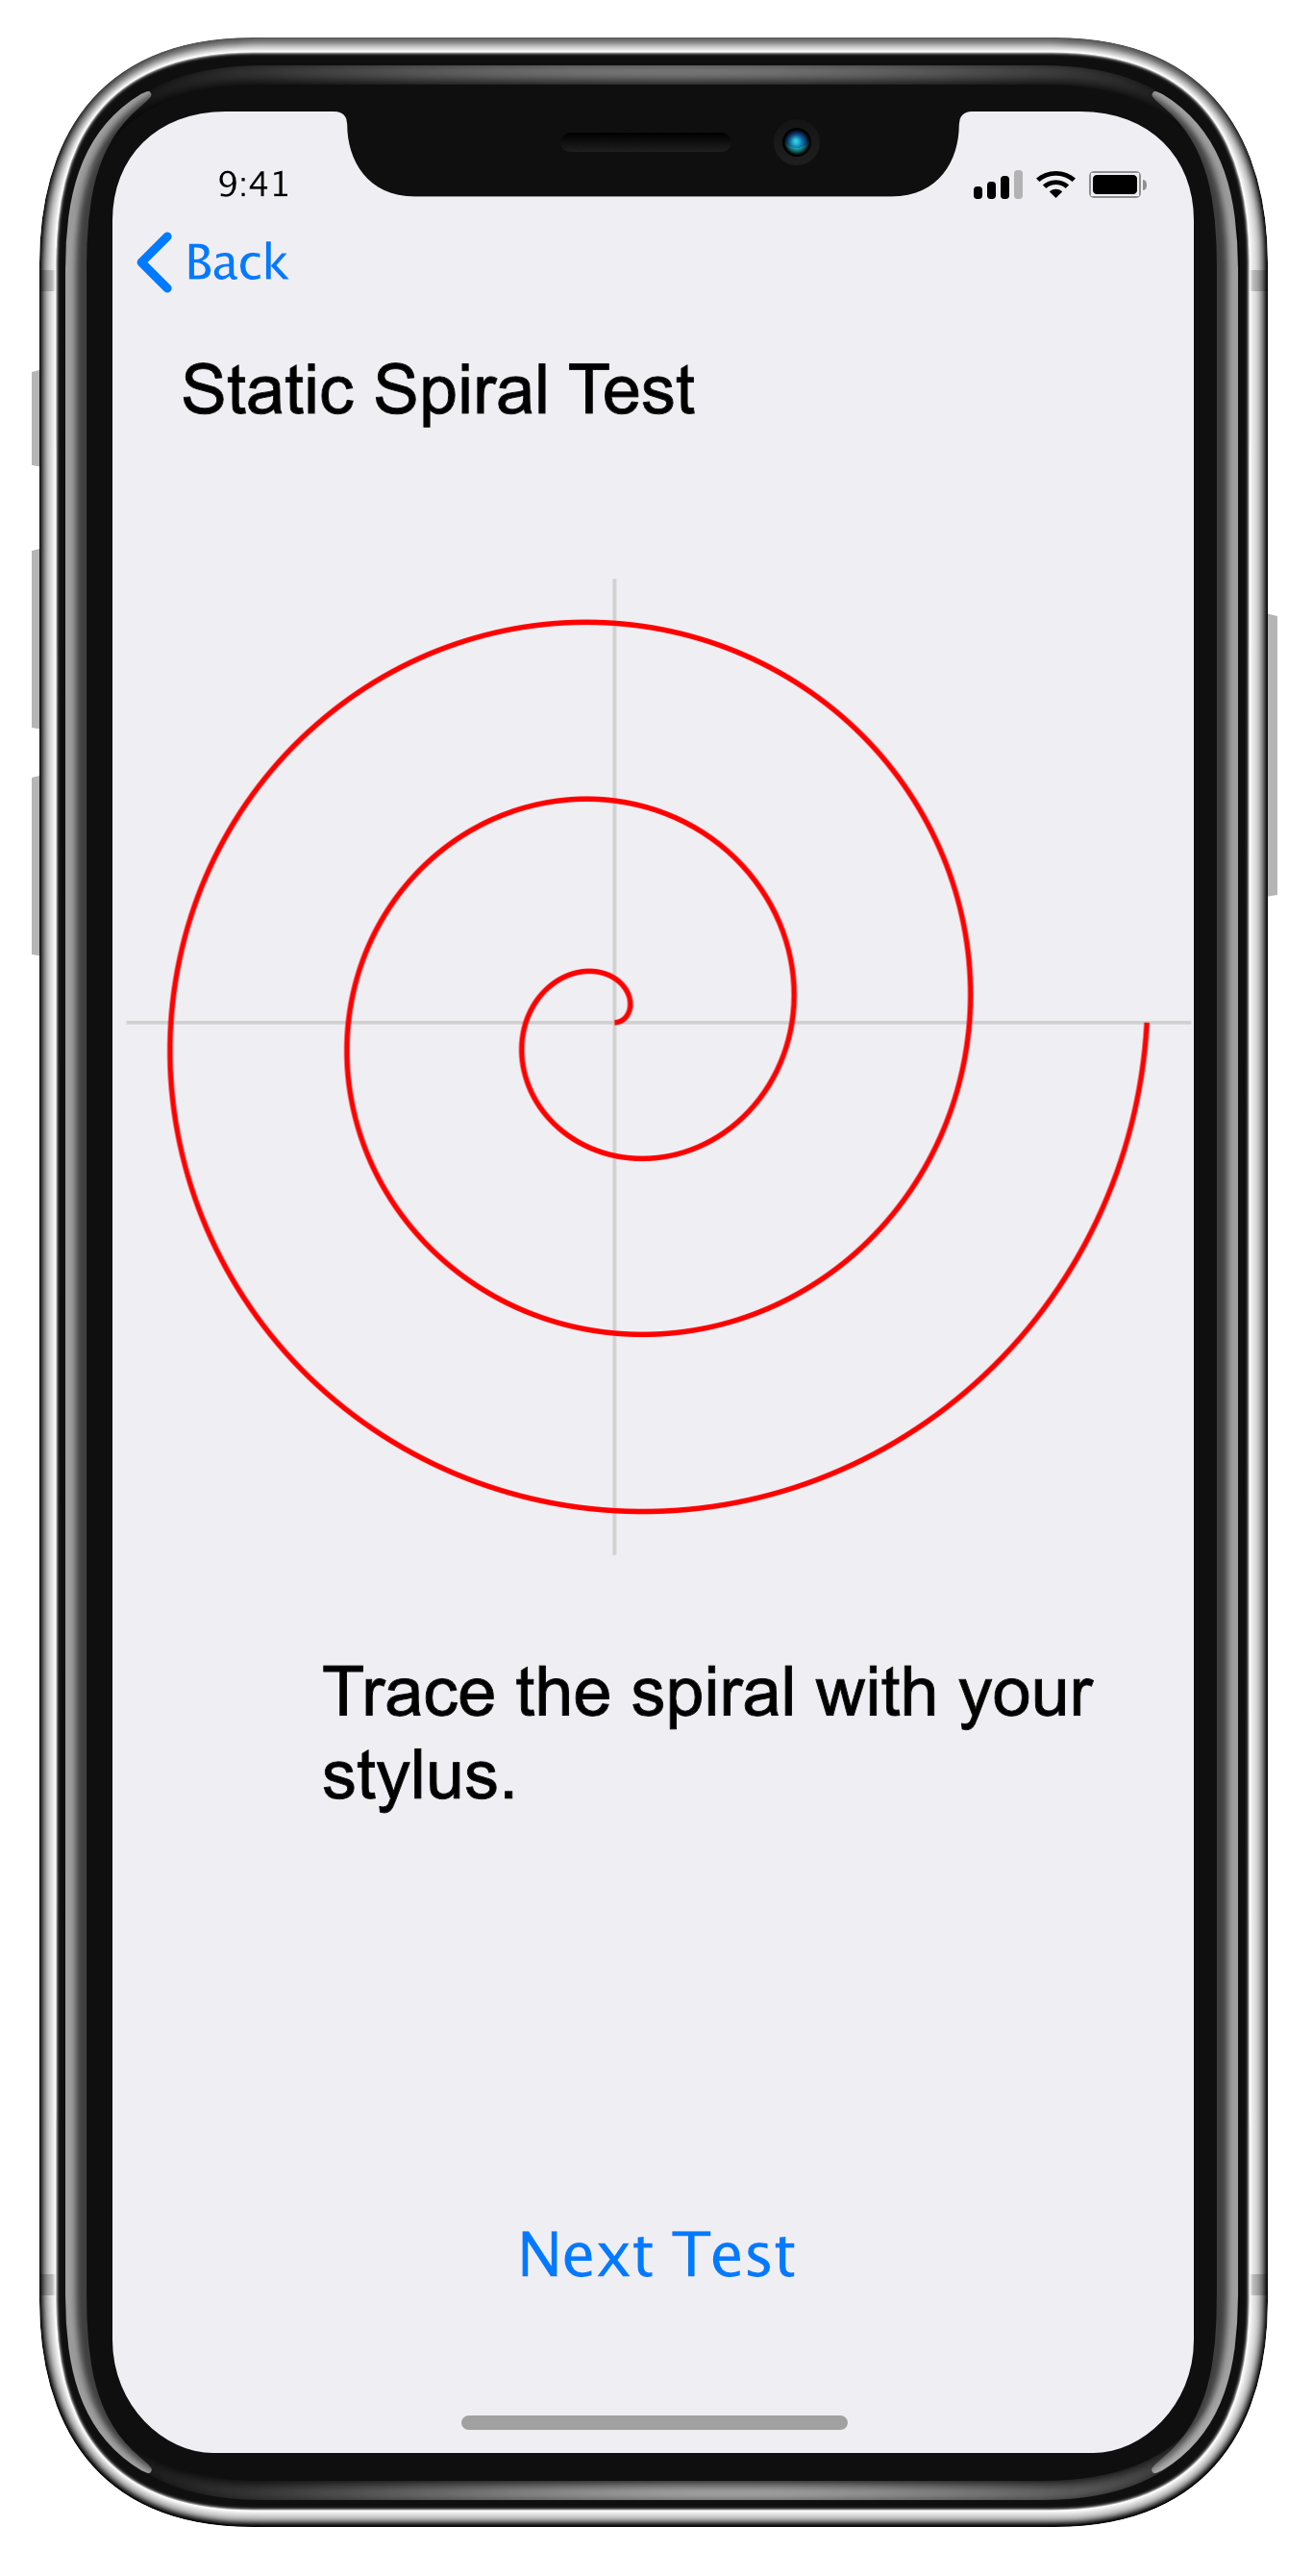 9:41
Back
Static Spiral Test
Trace the spiral with your
stylus.
Next Test